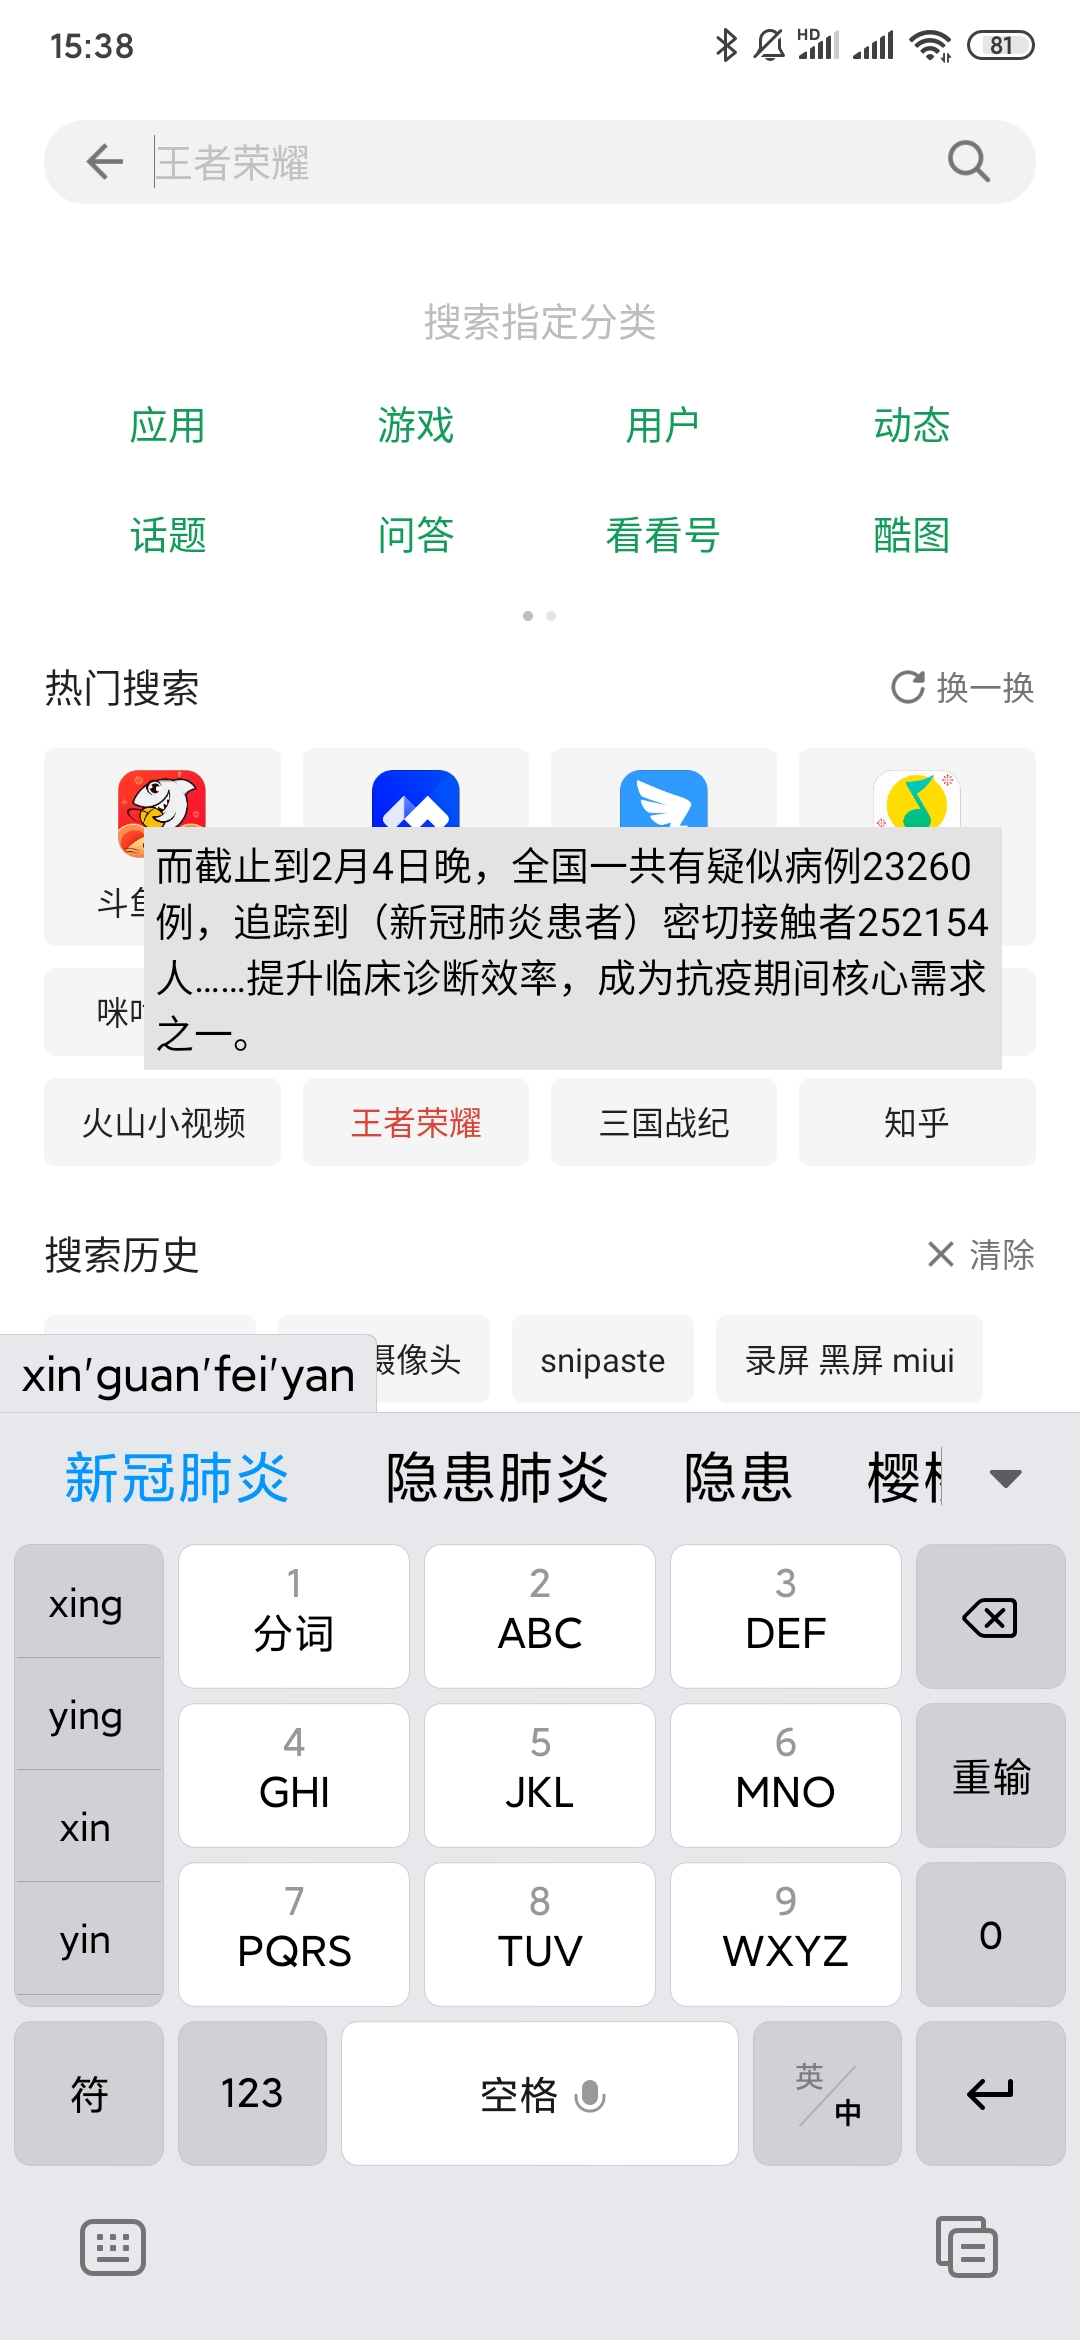 15:38
HD
81
王者荣耀
搜索指定分类
应用 游戏 用户 动态
话题 问答 看看号 酷图
热门搜索 换一换
斗
而截止到2月4日晚，全国一共有疑似病例23260
例，追踪到（新冠肺炎患者）密切接触者252154
人……提升临床诊断效率，成为抗疫期间核心需求
之一。
咪
火山小视频 王者荣耀 三国战纪 知乎
搜索历史 清除
摄像头 snipaste 录屏 黑屏 miui
xin'guan'fei'yan
新冠肺炎 隐患肺炎 隐患 樱
xing
ying
xin
yin
1 2 3
分词 ABC DEF
4 5 6
GHI JKL MNO 重输
7 8 9
PQRS TUV WXYZ 0
符 123 空格 英/中